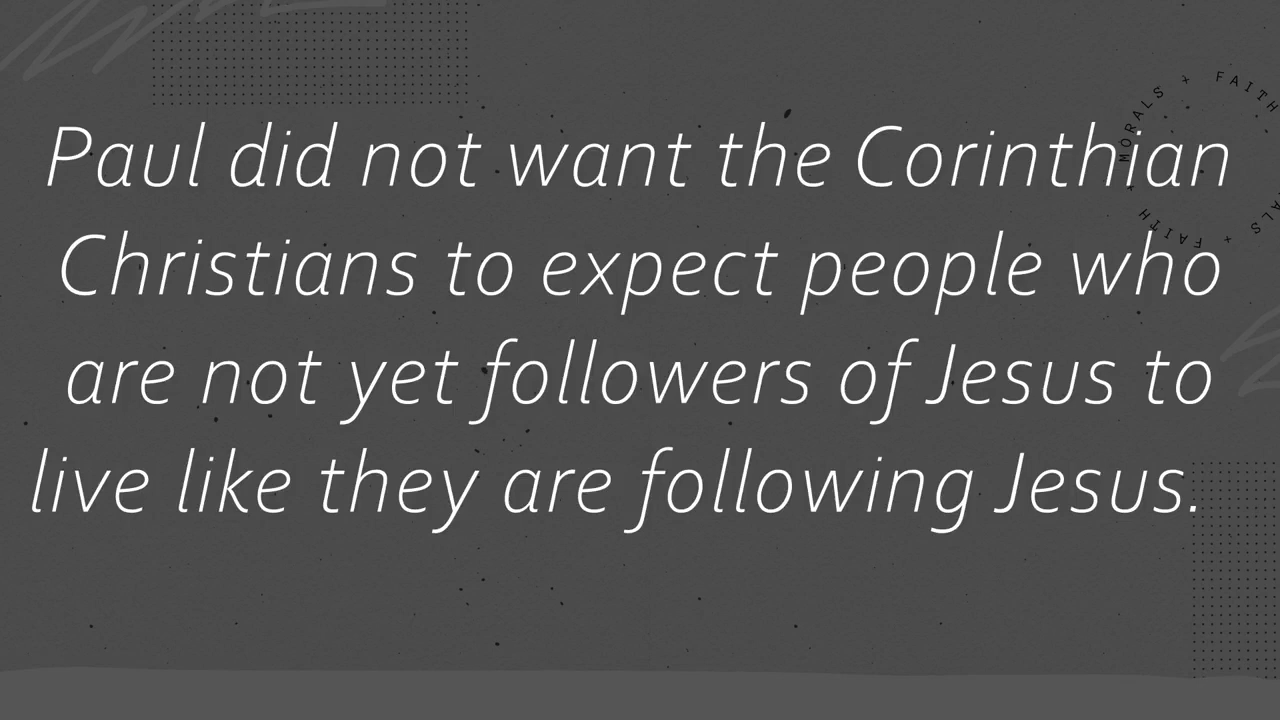 Paul did not want the Corinthian
Christians to expect people who
are not yet followers of Jesus to
live like they are following Jesus.
MORALS + FAITH
FAITH +